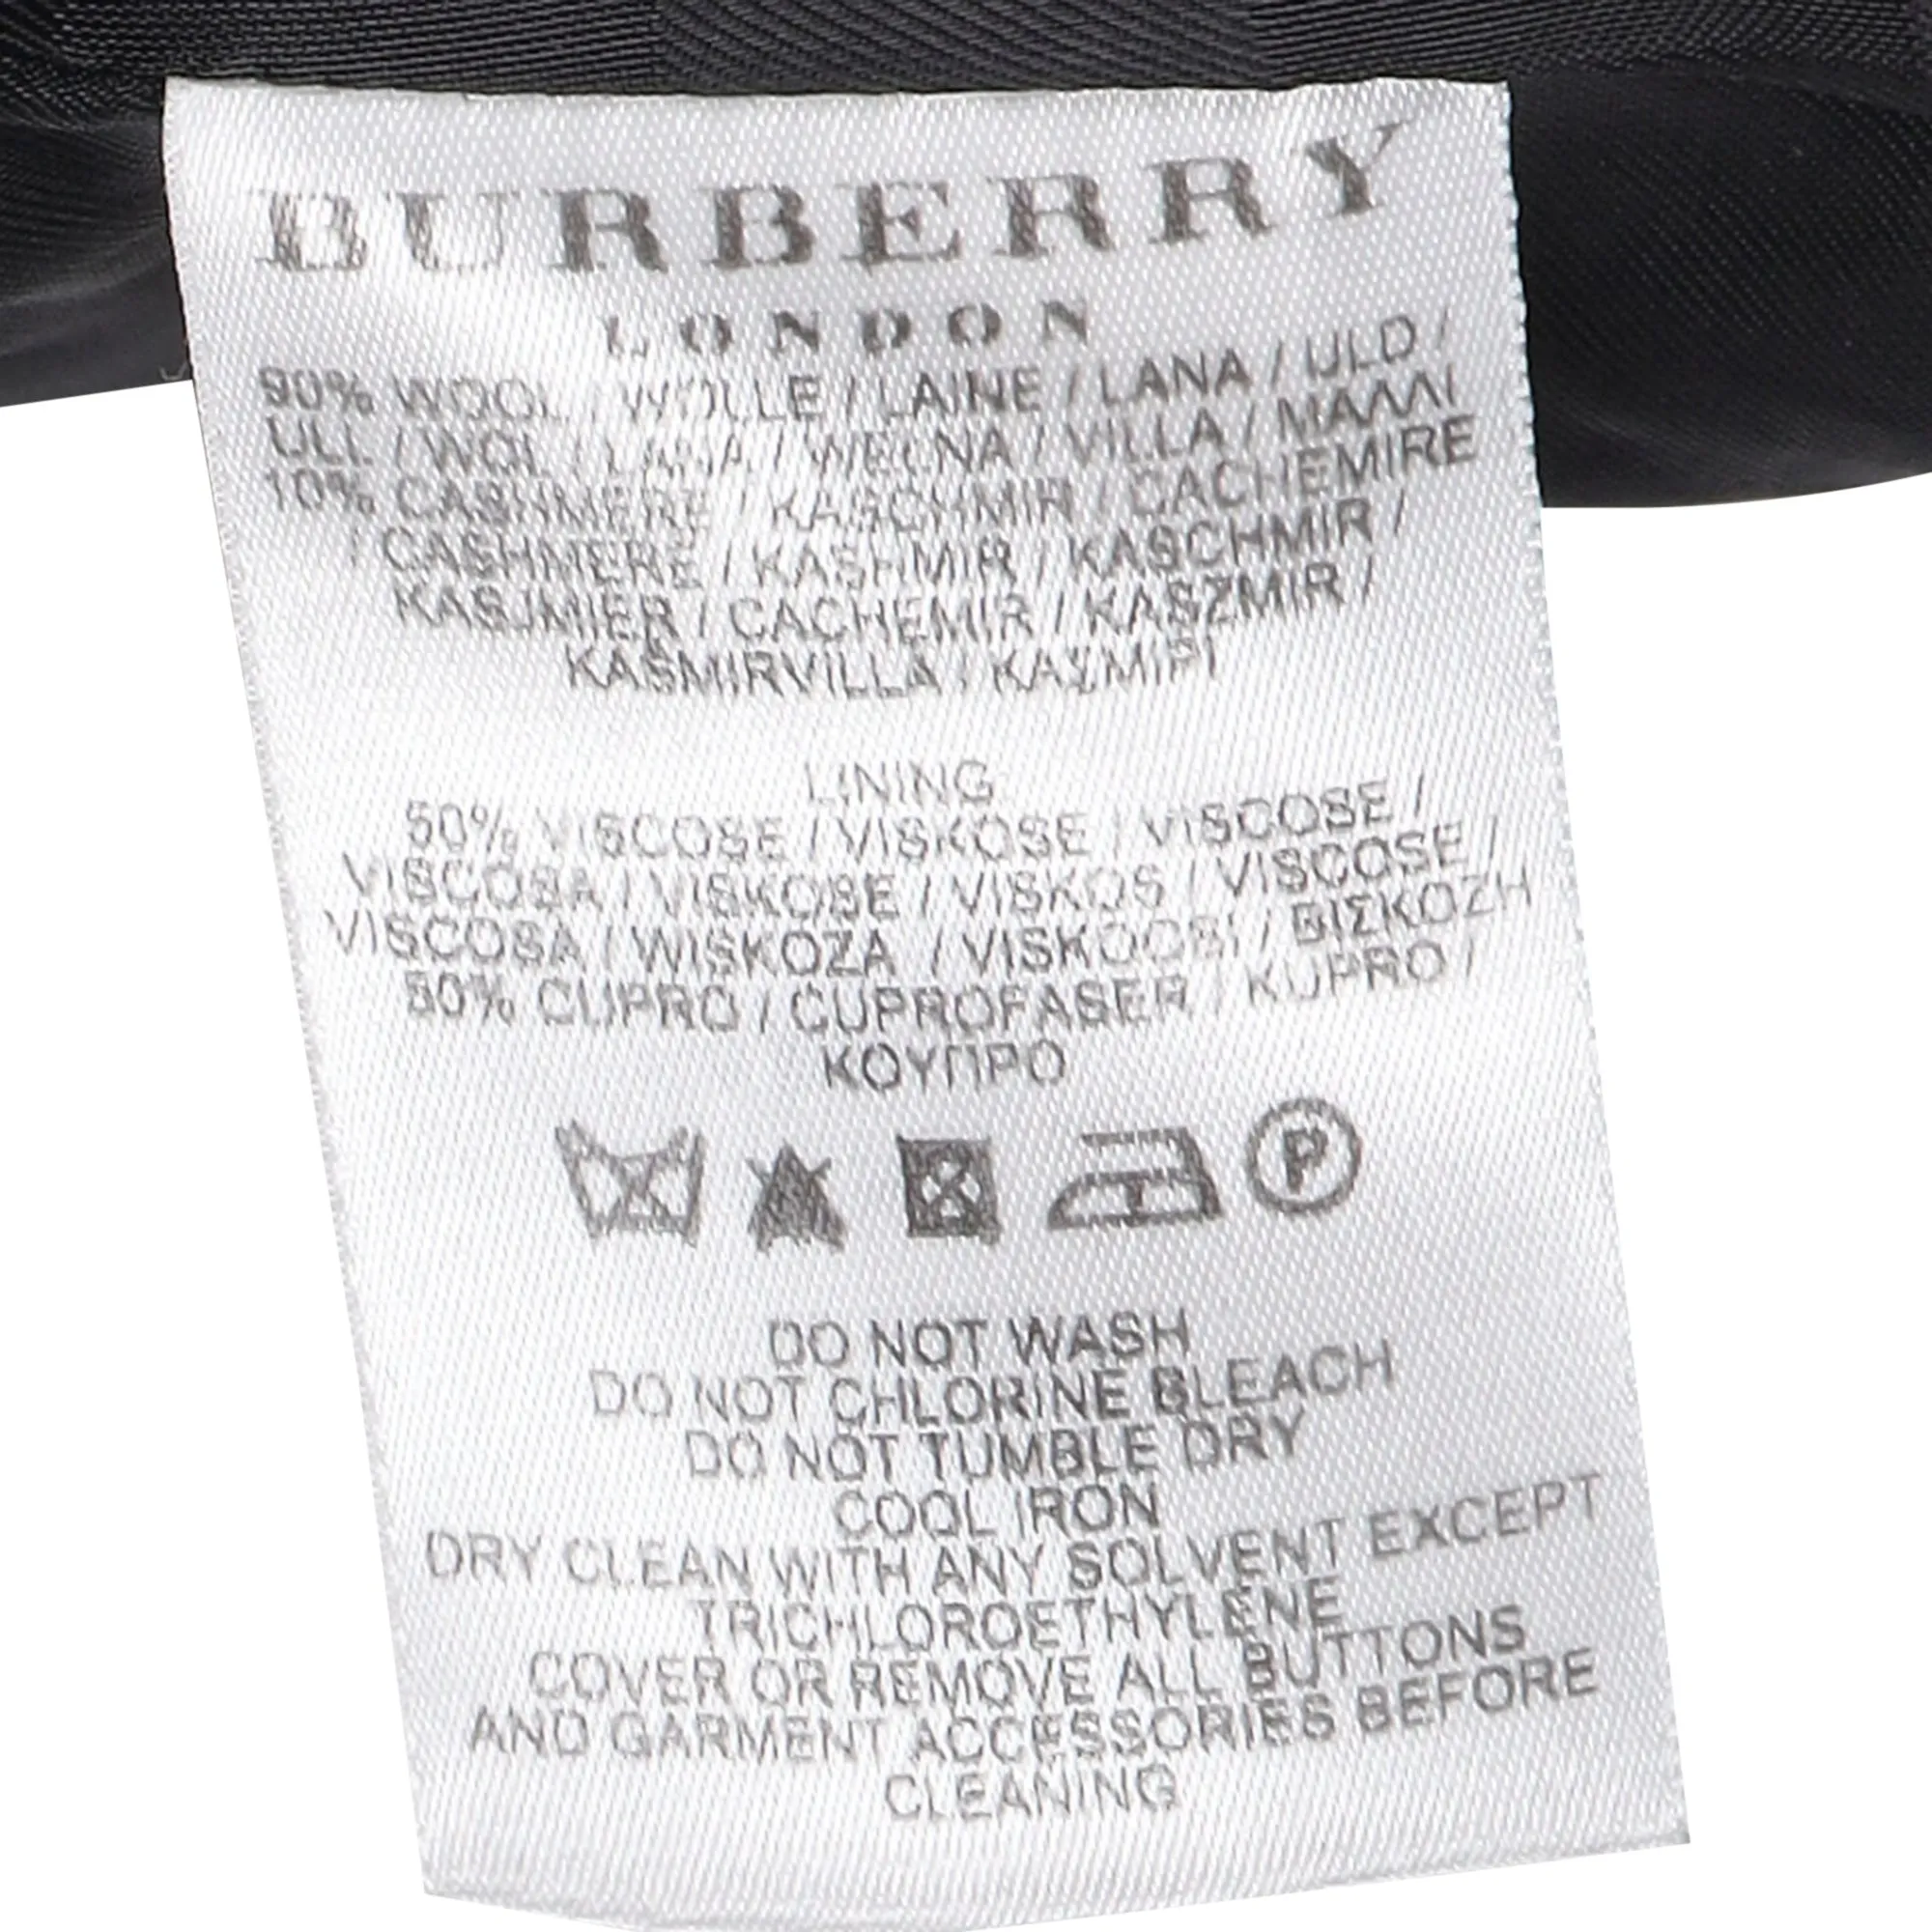 BURBERRY
LONDON
90% WOOL / WOLLE / LAINE / LANA / ULD /
ULL / WOL / LANA / WEŁNA / VILLA / ΜΑΛΛΙ
10% CASHMERE / KASCHMIR / CACHEMIRE
/ CASHMERE / KASHMIR / KASCHMIR /
KASJMIER / CACHEMIR / KASZMIR /
KAŠMIRVILLA / ΚΑΣΜΙΡΙ
LINING
50% VISCOSE / VISKOSE / VISCOSE /
VISCOSA / VISKOSE / VISKOS / VISCOSE /
VISCOSA / WISKOZA / VISKOOSI / ΒΙΣΚΟΖΗ
50% CUPRO / CUPROFASER / KUPRO /
ΚΟΥΠΡΟ
P
DO NOT WASH
DO NOT CHLORINE BLEACH
DO NOT TUMBLE DRY
COOL IRON
DRY CLEAN WITH ANY SOLVENT EXCEPT
TRICHLOROETHYLENE
COVER OR REMOVE ALL BUTTONS
AND GARMENT ACCESSORIES BEFORE
CLEANING